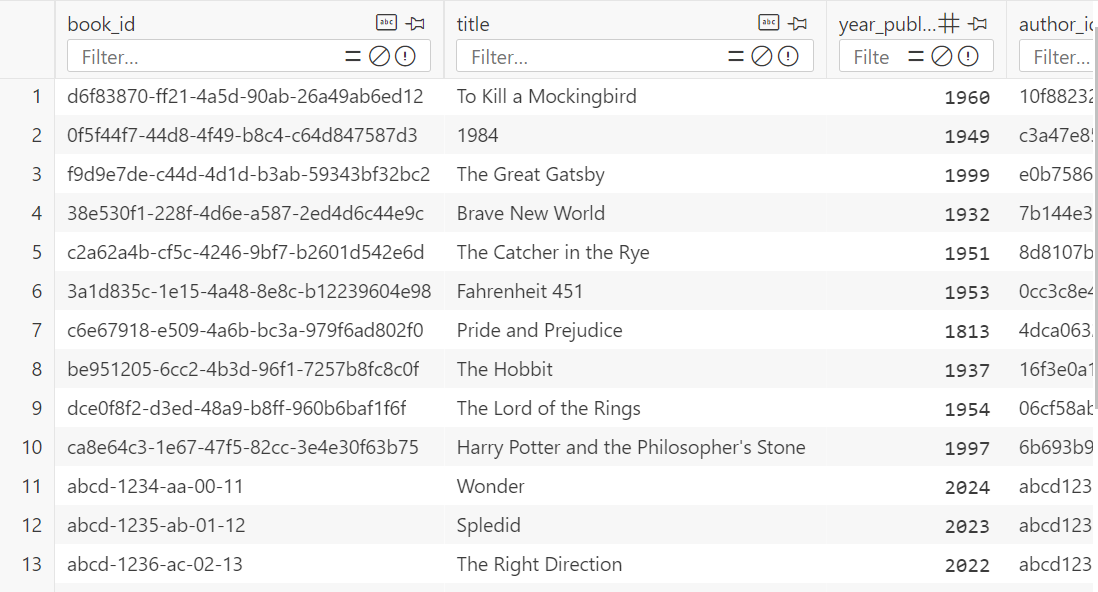 book_id title year_publ... author_id
Filter... Filter... Filte Filter...
1 d6f83870-ff21-4a5d-90ab-26a49ab6ed12 To Kill a Mockingbird 1960 10f88232
2 0f5f44f7-44d8-4f49-b8c4-c64d847587d3 1984 1949 c3a47e85
3 f9d9e7de-c44d-4d1d-b3ab-59343bf32bc2 The Great Gatsby 1999 e0b7586
4 38e530f1-228f-4d6e-a587-2ed4d6c44e9c Brave New World 1932 7b144e3
5 c2a62a4b-cf5c-4246-9bf7-b2601d542e6d The Catcher in the Rye 1951 8d8107b
6 3a1d835c-1e15-4a48-8e8c-b12239604e98 Fahrenheit 451 1953 0cc3c8e4
7 c6e67918-e509-4a6b-bc3a-979f6ad802f0 Pride and Prejudice 1813 4dca063
8 be951205-6cc2-4b3d-96f1-7257b8fc8c0f The Hobbit 1937 16f3e0a1
9 dce0f8f2-d3ed-48a9-b8ff-960b6baf1f6f The Lord of the Rings 1954 06cf58ab
10 ca8e64c3-1e67-47f5-82cc-3e4e30f63b75 Harry Potter and the Philosopher's Stone 1997 6b693b9
11 abcd-1234-aa-00-11 Wonder 2024 abcd123
12 abcd-1235-ab-01-12 Spledid 2023 abcd123
13 abcd-1236-ac-02-13 The Right Direction 2022 abcd123